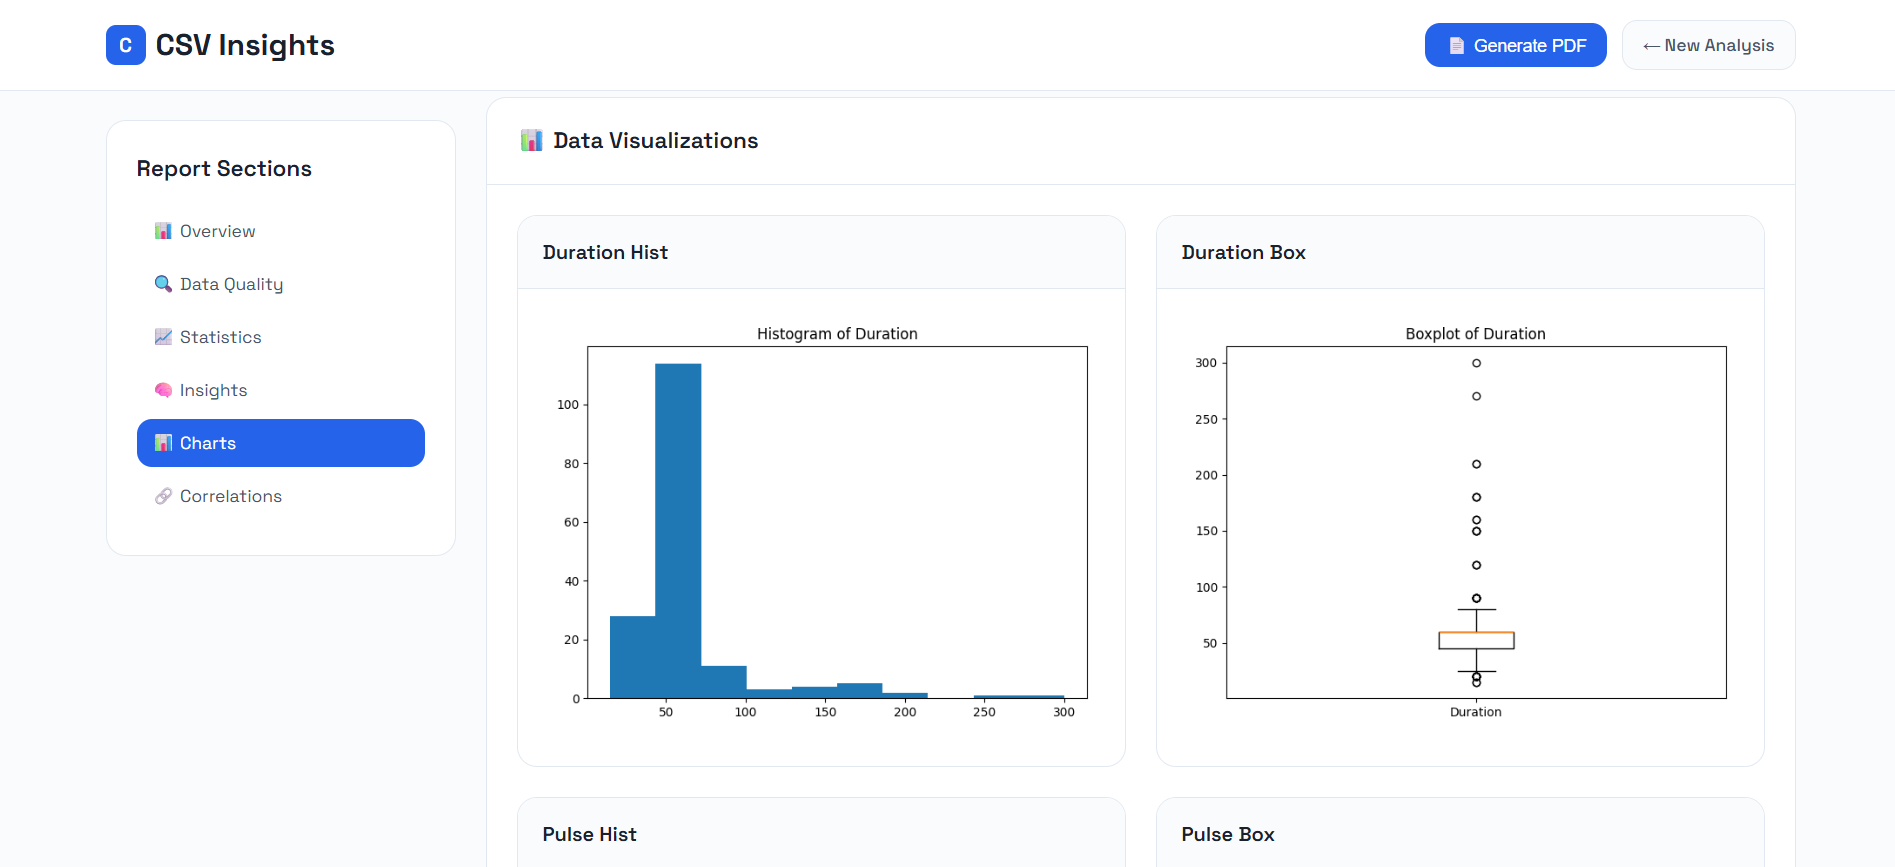 C CSV Insights
Generate PDF
← New Analysis
Report Sections
Overview
Data Quality
Statistics
Insights
Charts
Correlations
Data Visualizations
Duration Hist
Histogram of Duration
100
80
60
40
20
0
50 100 150 200 250 300
Duration Box
Boxplot of Duration
300
250
200
150
100
50
Duration
Pulse Hist
Pulse Box